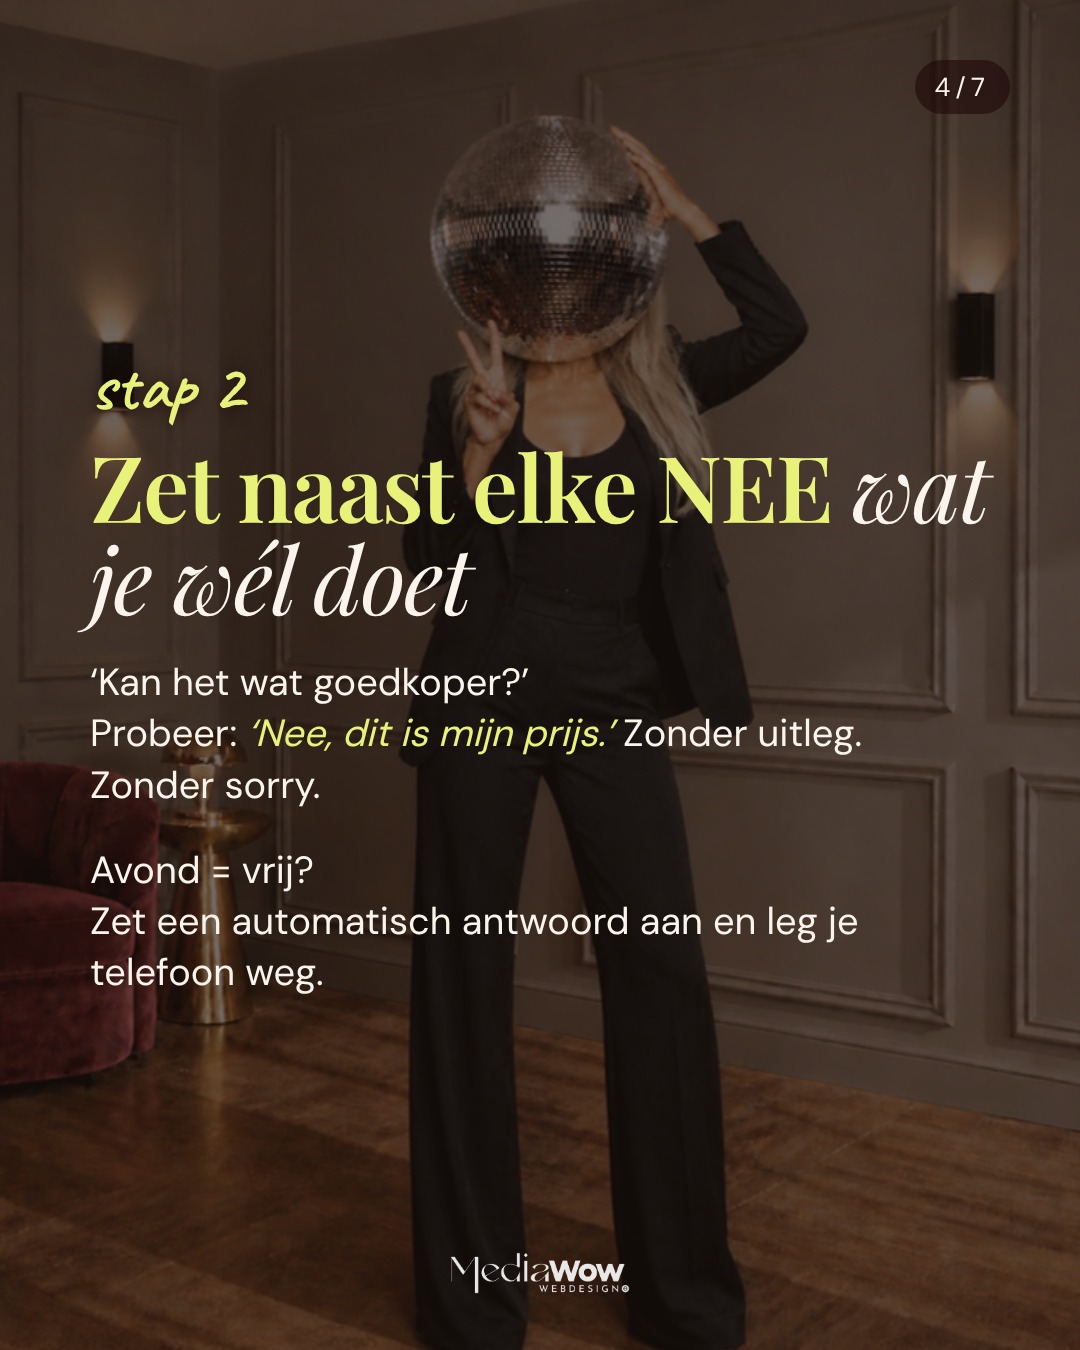 4/7
stap 2
Zet naast elke NEE wat
je wél doet
‘Kan het wat goedkoper?’
Probeer: ‘Nee, dit is mijn prijs.’ Zonder uitleg.
Zonder sorry.
Avond = vrij?
Zet een automatisch antwoord aan en leg je
telefoon weg.
MediaWow
WEBDESIGN